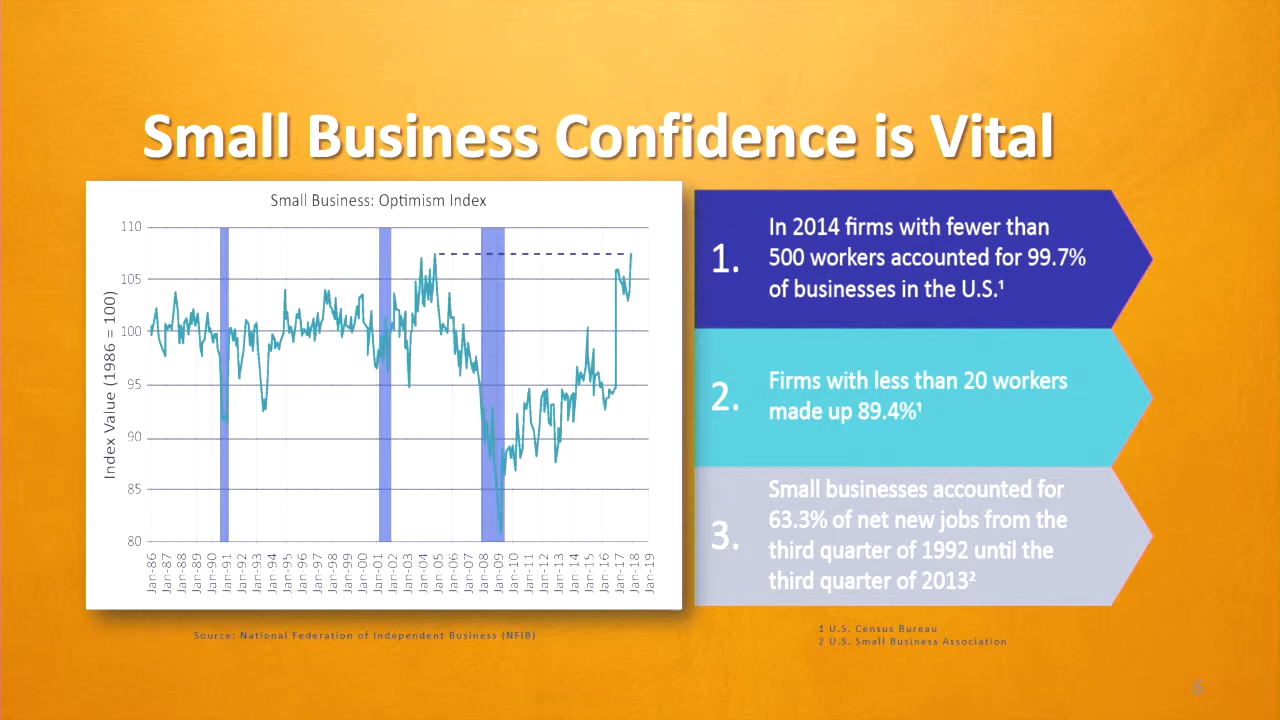 Small Business Confidence is Vital
Small Business: Optimism Index
Index Value (1986 = 100)
110
105
100
95
90
85
80
Jan-86
Jan-87
Jan-88
Jan-89
Jan-90
Jan-91
Jan-92
Jan-93
Jan-94
Jan-95
Jan-96
Jan-97
Jan-98
Jan-99
Jan-00
Jan-01
Jan-02
Jan-03
Jan-04
Jan-05
Jan-06
Jan-07
Jan-08
Jan-09
Jan-10
Jan-11
Jan-12
Jan-13
Jan-14
Jan-15
Jan-16
Jan-17
Jan-18
Jan-19
Source: National Federation of Independent Business (NFIB)
1.
In 2014 firms with fewer than
500 workers accounted for 99.7%
of businesses in the U.S.¹
2.
Firms with less than 20 workers
made up 89.4%¹
3.
Small businesses accounted for
63.3% of net new jobs from the
third quarter of 1992 until the
third quarter of 2013²
1 U.S. Census Bureau
2 U.S. Small Business Association